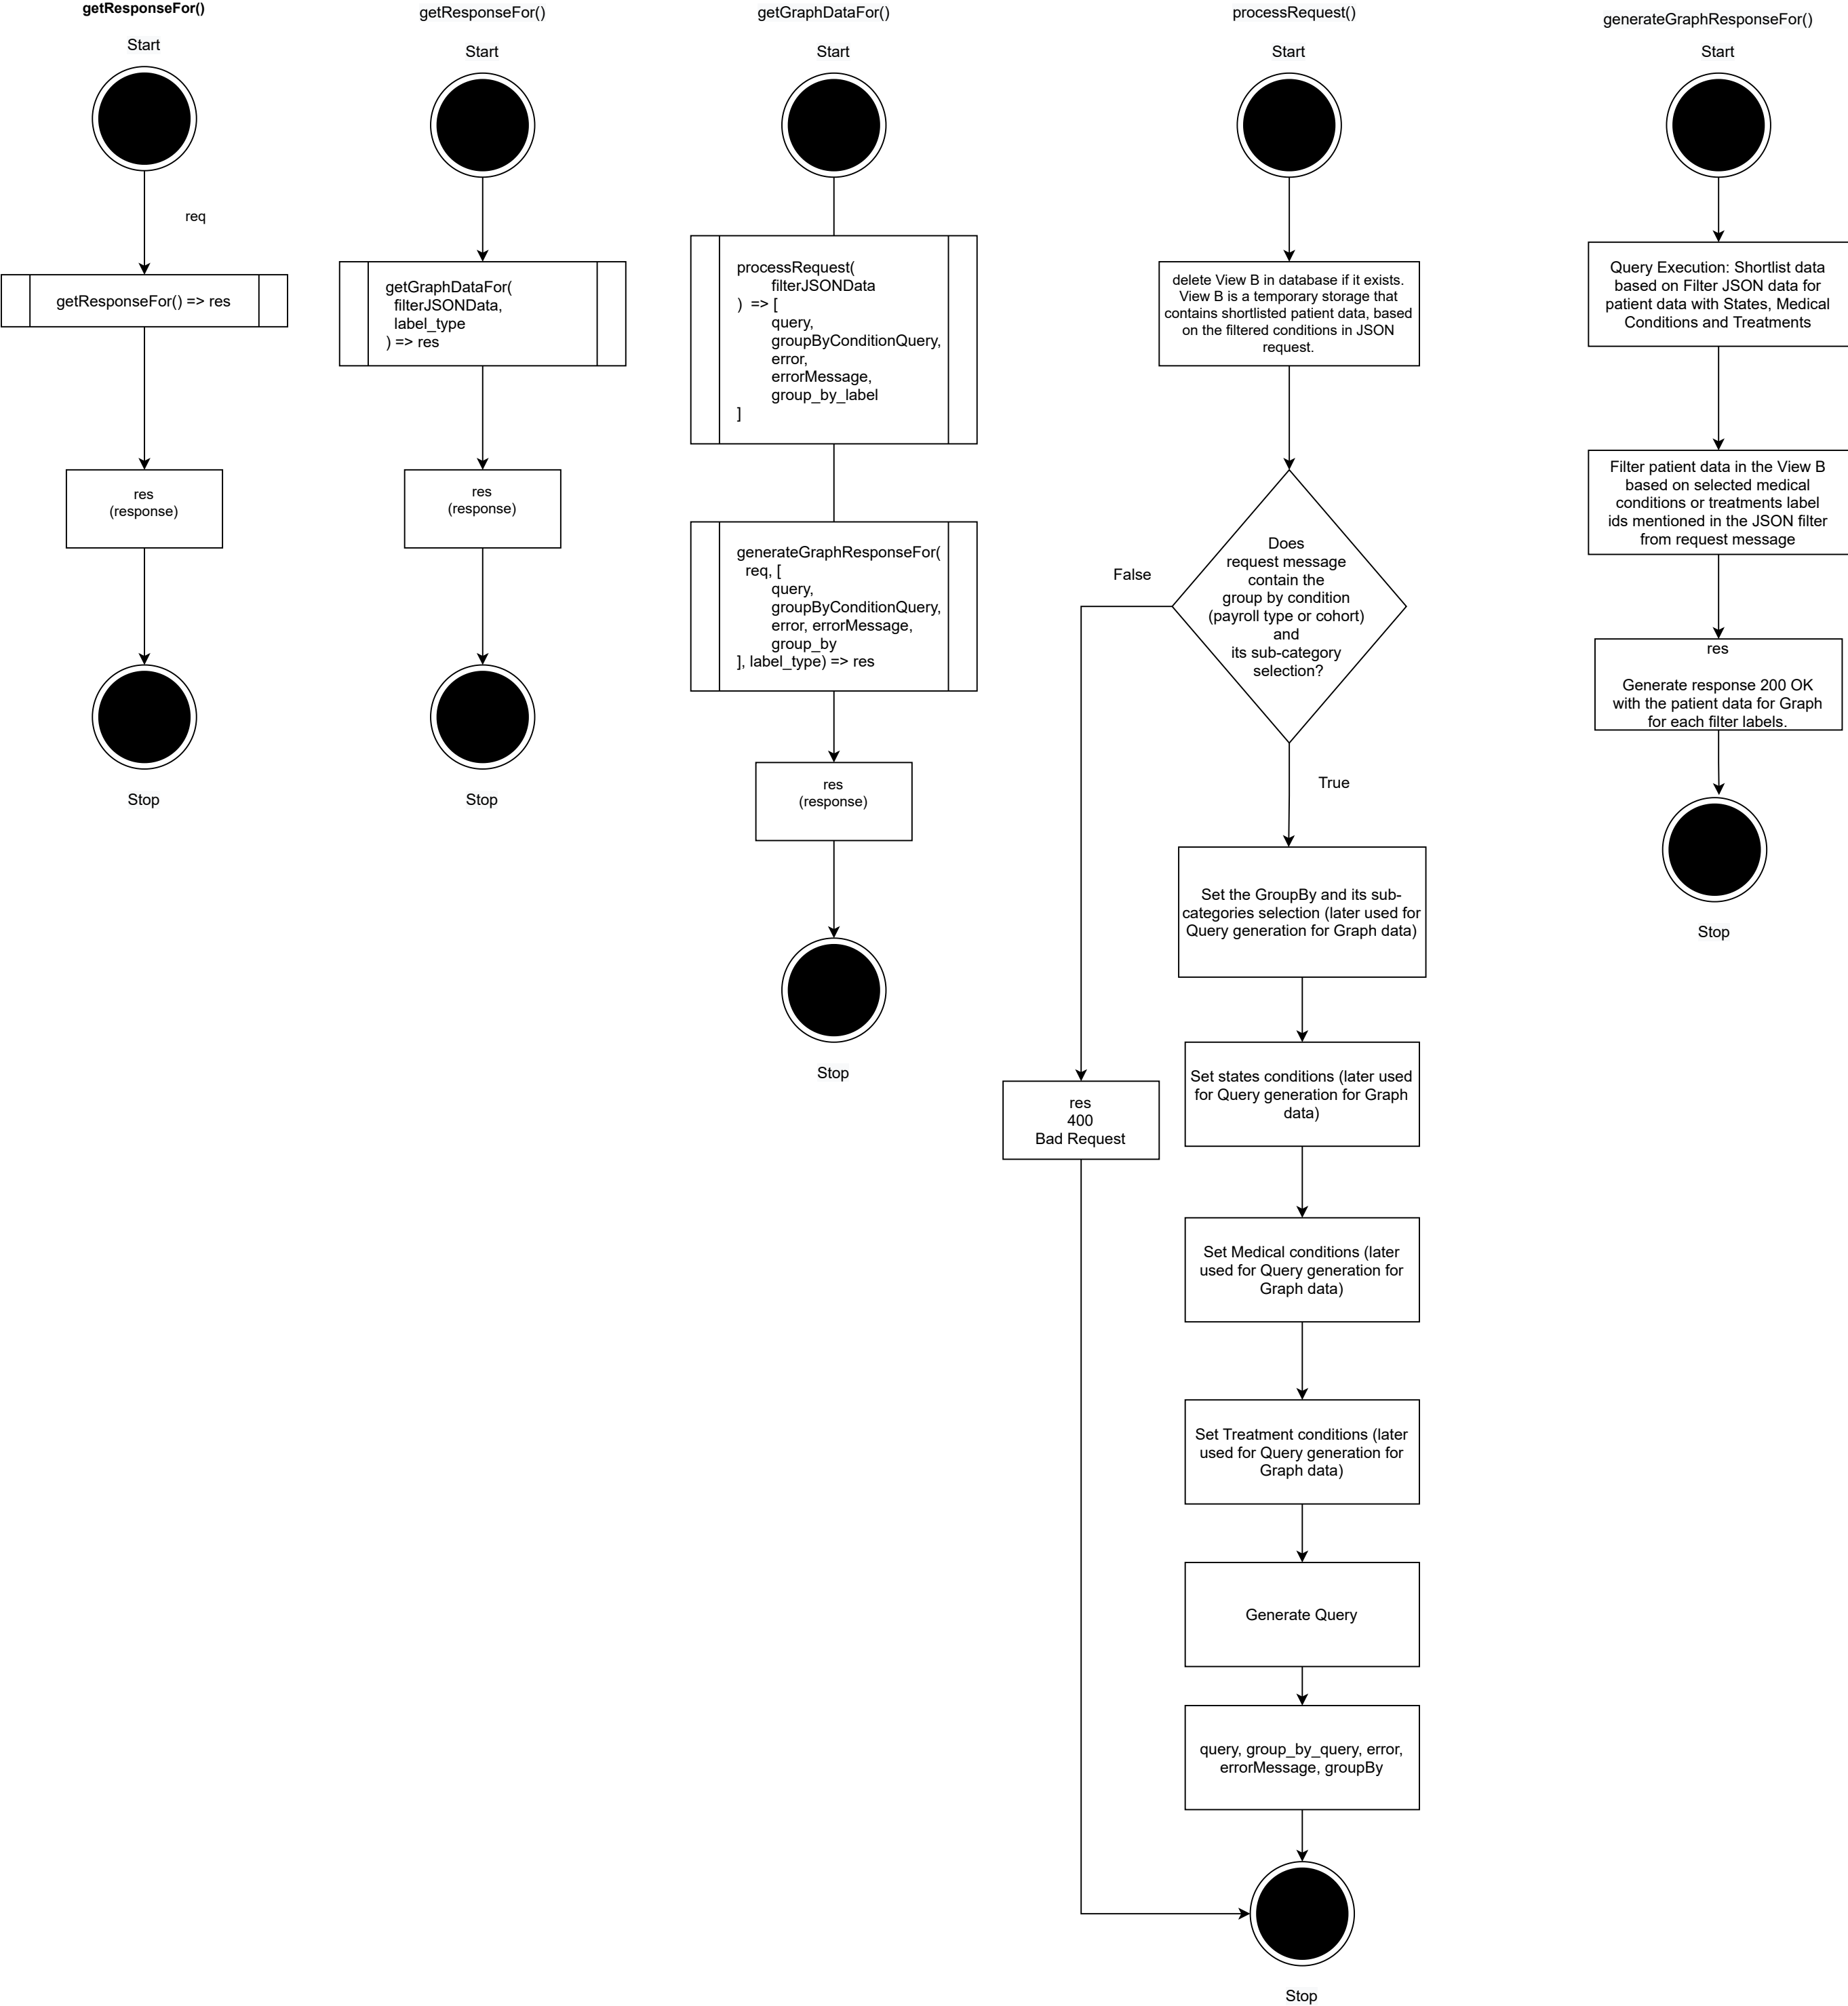 getResponseFor()
Start
req
getResponseFor() => res
res
(response)
Stop
getResponseFor()
Start
getGraphDataFor(
filterJSONData,
label_type
) => res
res
(response)
Stop
getGraphDataFor()
Start
processRequest(
filterJSONData
) => [
query,
groupByConditionQuery,
error,
errorMessage,
group_by_label
]
generateGraphResponseFor(
req, [
query,
groupByConditionQuery,
error, errorMessage,
group_by
], label_type) => res
res
(response)
Stop
processRequest()
Start
delete View B in database if it exists.
View B is a temporary storage that
contains shortlisted patient data, based
on the filtered conditions in JSON
request.
Does
request message
contain the
group by condition
(payroll type or cohort)
and
its sub-category
selection?
False
True
res
400
Bad Request
Set the GroupBy and its sub-
categories selection (later used for
Query generation for Graph data)
Set states conditions (later used
for Query generation for Graph
data)
Set Medical conditions (later
used for Query generation for
Graph data)
Set Treatment conditions (later
used for Query generation for
Graph data)
Generate Query
query, group_by_query, error,
errorMessage, groupBy
Stop
generateGraphResponseFor()
Start
Query Execution: Shortlist data
based on Filter JSON data for
patient data with States, Medical
Conditions and Treatments
Filter patient data in the View B
based on selected medical
conditions or treatments label
ids mentioned in the JSON filter
from request message
res
Generate response 200 OK
with the patient data for Graph
for each filter labels.
Stop